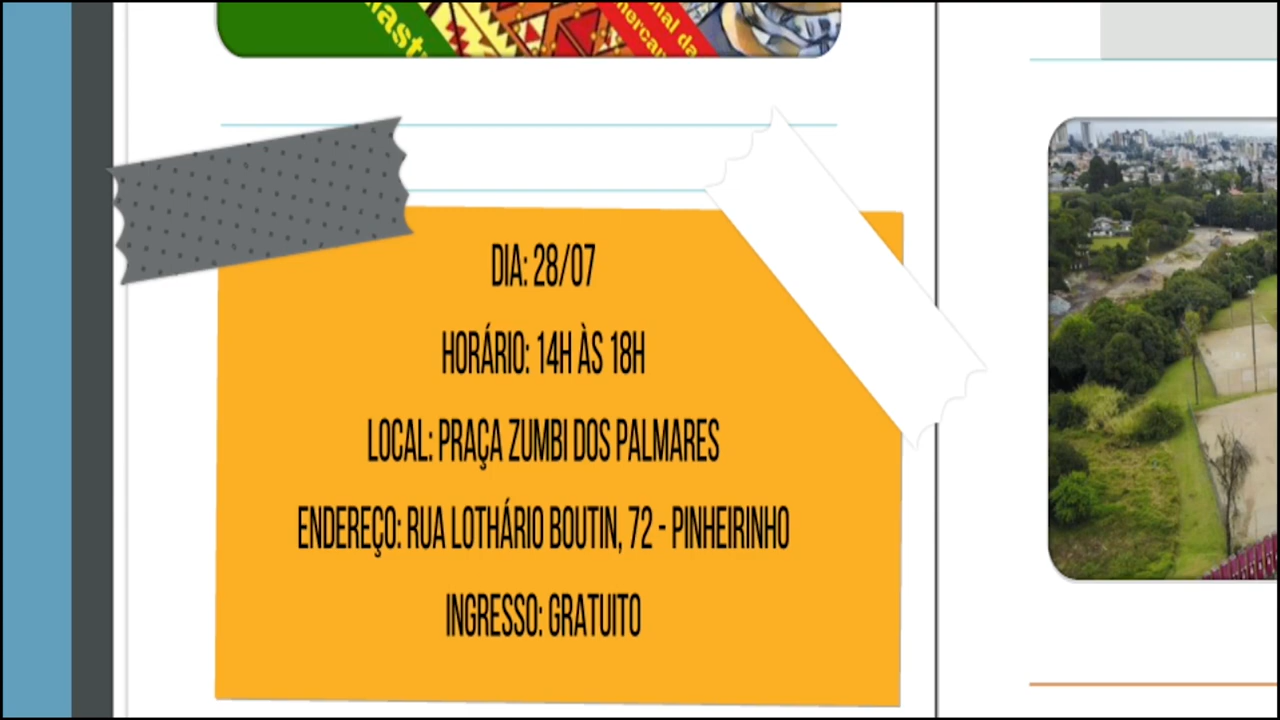 DIA: 28/07
HORÁRIO: 14H ÀS 18H
LOCAL: PRAÇA ZUMBI DOS PALMARES
ENDEREÇO: RUA LOTHÁRIO BOUTIN, 72 - PINHEIRINHO
INGRESSO: GRATUITO